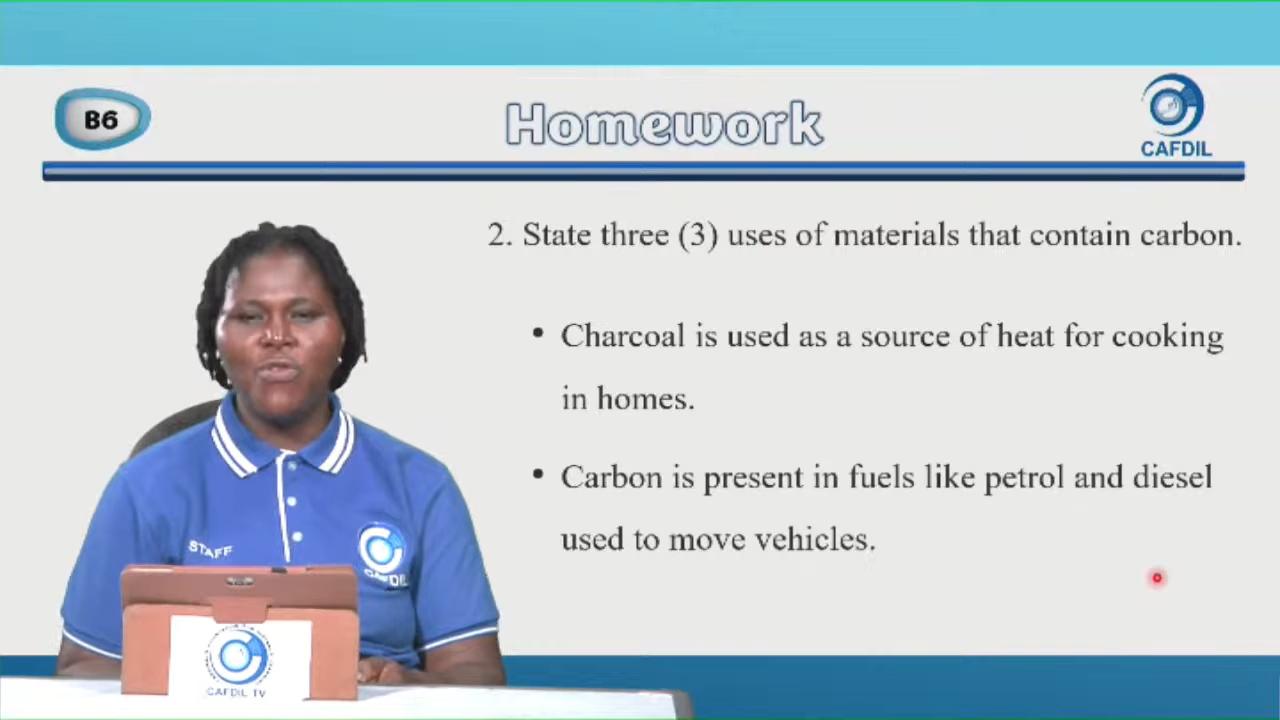 B6
Homework
CAFDIL
2. State three (3) uses of materials that contain carbon.
• Charcoal is used as a source of heat for cooking
in homes.
• Carbon is present in fuels like petrol and diesel
used to move vehicles.
STAFF
CAFDIL
CAFDIL TV